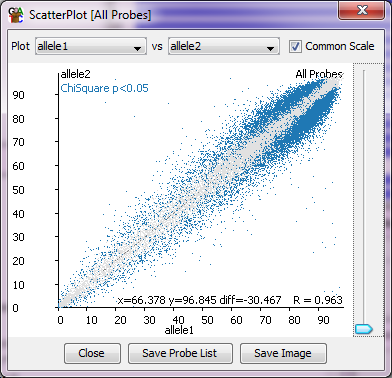 ScatterPlot [All Probes]
Plot allele1 vs allele2 Common Scale
allele2 All Probes
ChiSquare p<0.05
90
80
70
60
50
40
30
20
10
0
x=66.378 y=96.845 diff=-30.467 R = 0.963
0 10 20 30 40 50 60 70 80 90
allele1
Close Save Probe List Save Image